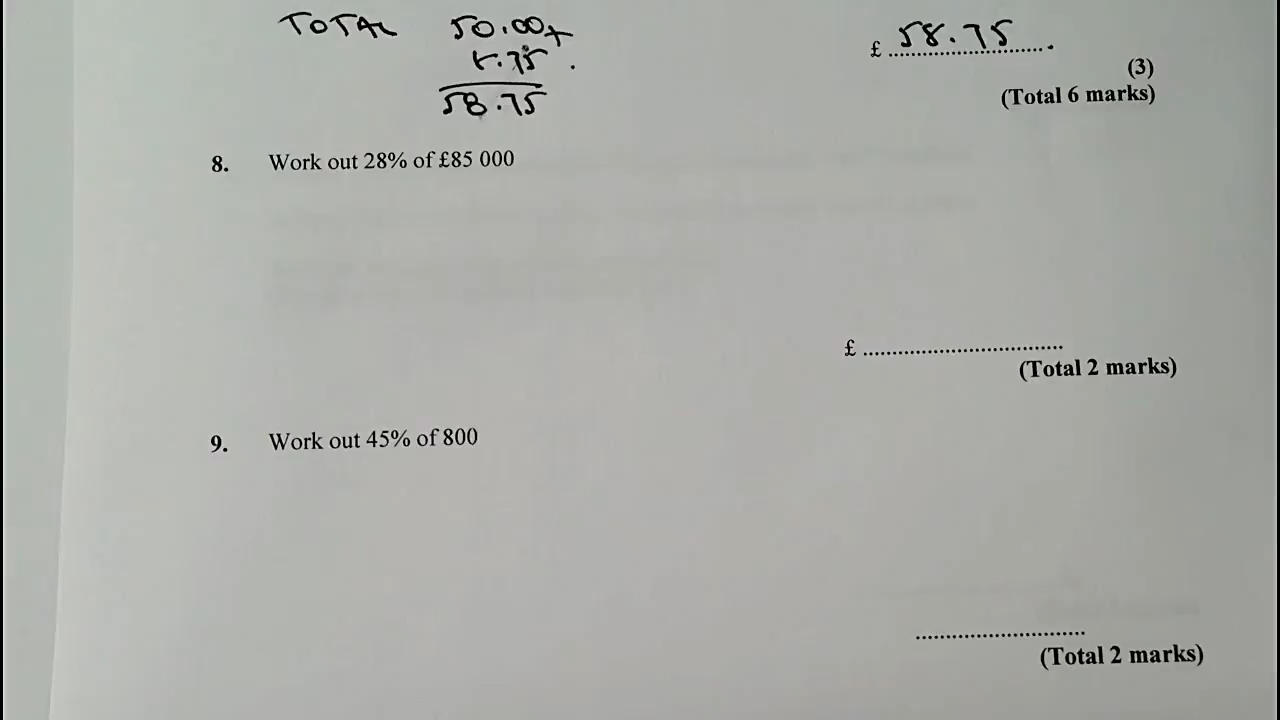 TOTAL 50.00+
8.75 .
58.75
£ 58.75 .
(3)
(Total 6 marks)
8. Work out 28% of £85 000
£ ..................................
(Total 2 marks)
9. Work out 45% of 800
.............................
(Total 2 marks)